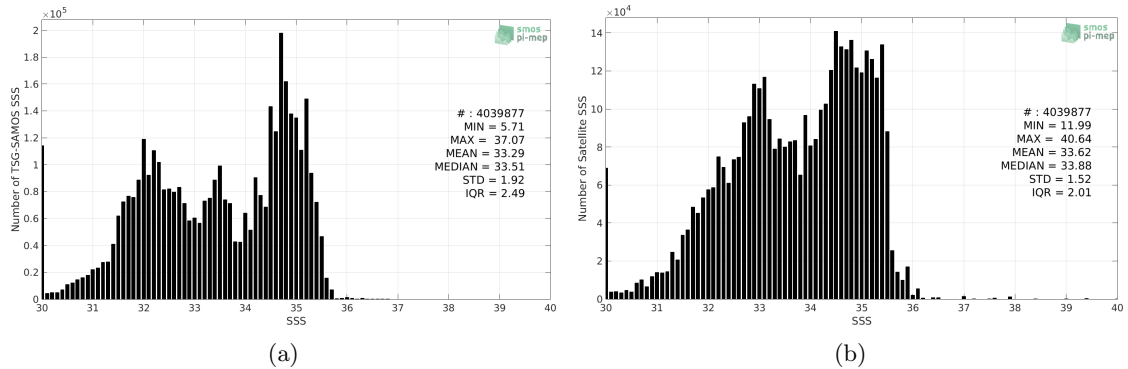 ×10⁵
smos
pi-mep
Number of TSG-SAMOS SSS
2
1.8
1.6
1.4
1.2
1
0.8
0.6
0.4
0.2
0
# : 4039877
MIN = 5.71
MAX = 37.07
MEAN = 33.29
MEDIAN = 33.51
STD = 1.92
IQR = 2.49
30 31 32 33 34 35 36 37 38 39 40
SSS
(a)
×10⁴
smos
pi-mep
Number of Satellite SSS
14
12
10
8
6
4
2
0
# : 4039877
MIN = 11.99
MAX = 40.64
MEAN = 33.62
MEDIAN = 33.88
STD = 1.52
IQR = 2.01
30 31 32 33 34 35 36 37 38 39 40
SSS
(b)